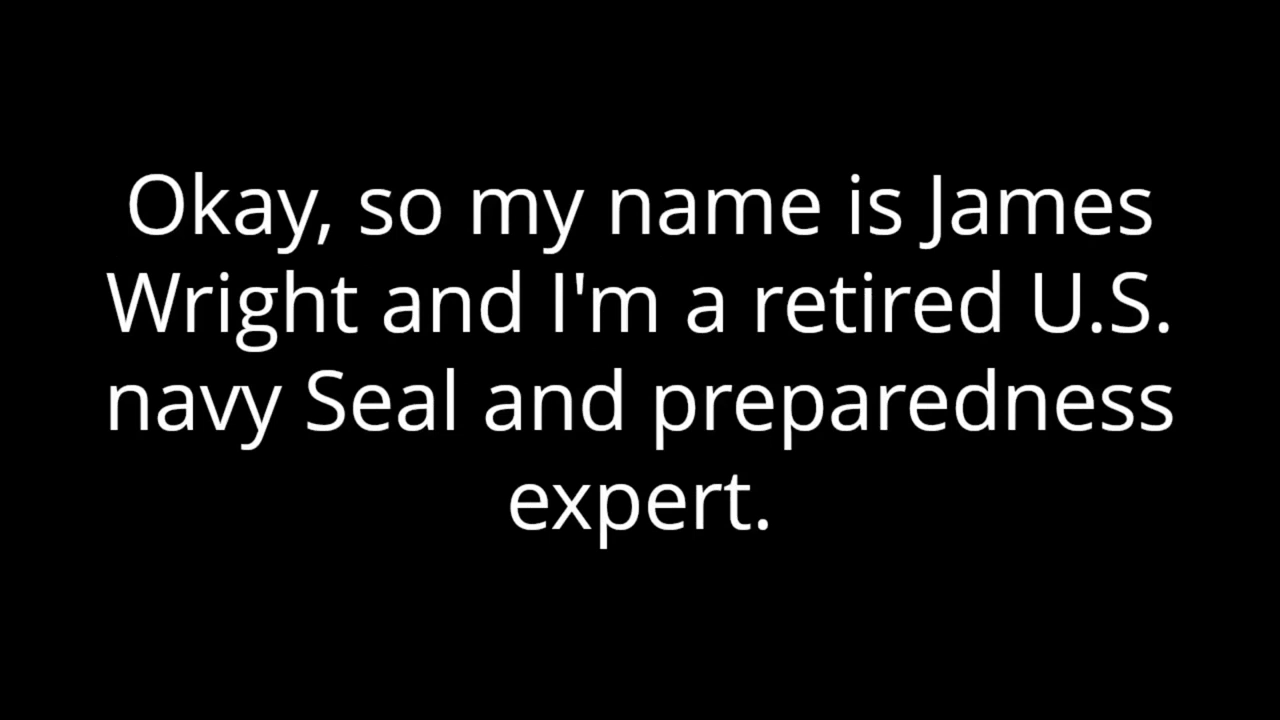 Okay, so my name is James
Wright and I'm a retired U.S.
navy Seal and preparedness
expert.